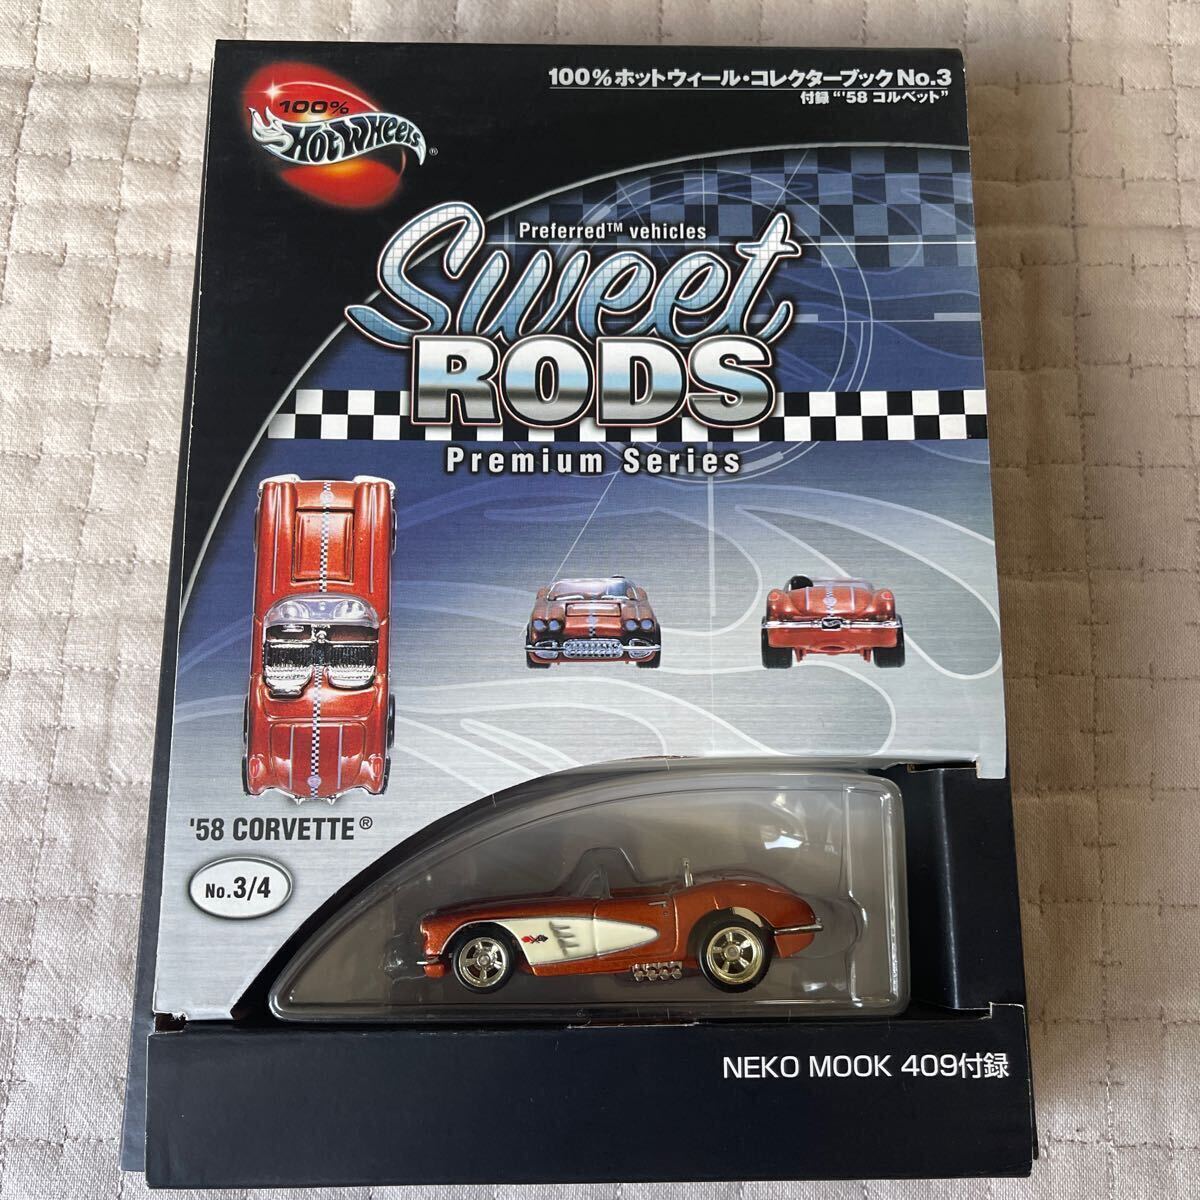 100%ホットウィール・コレクターブックNo.3
付録“'58 コルベット”
100%
HOT WHEELS®
Preferred™ vehicles
Sweet
RODS
Premium Series
'58 CORVETTE®
No.3/4
NEKO MOOK 409付録